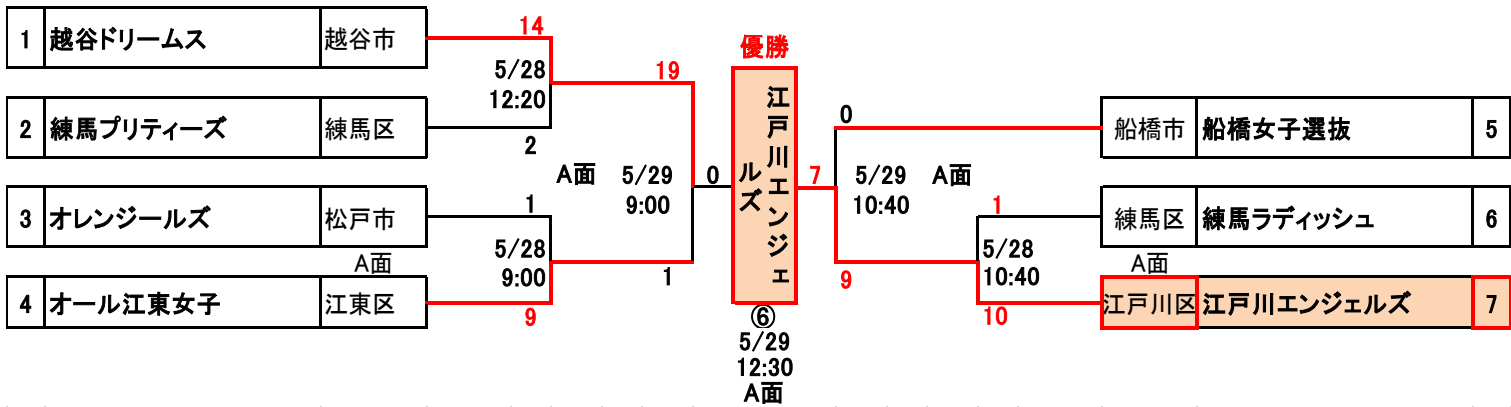 1 越谷ドリームス 越谷市
14
5/28
12:20
2
2 練馬プリティーズ 練馬区
19
A面 5/29
9:00
0
3 オレンジールズ 松戸市
1
A面
5/28
9:00
9
1
4 オール江東女子 江東区
優勝
江戸川エンジェ
ルズ
⑥
5/29
12:30
A面
7
0
5/29 A面
10:40
9
船橋市 船橋女子選抜 5
1
5/28
10:40
10
練馬区 練馬ラディッシュ 6
A面
江戸川区 江戸川エンジェルズ 7